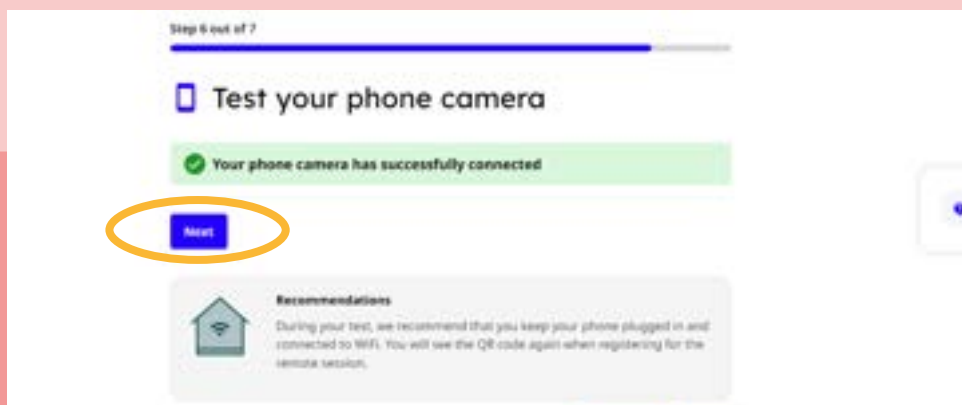 Step 6 out of 7
Test your phone camera
Your phone camera has successfully connected
Next
Recommendations
During your test, we recommend that you keep your phone plugged in and
connected to WiFi. You will see the QR code again when registering for the
remote session.